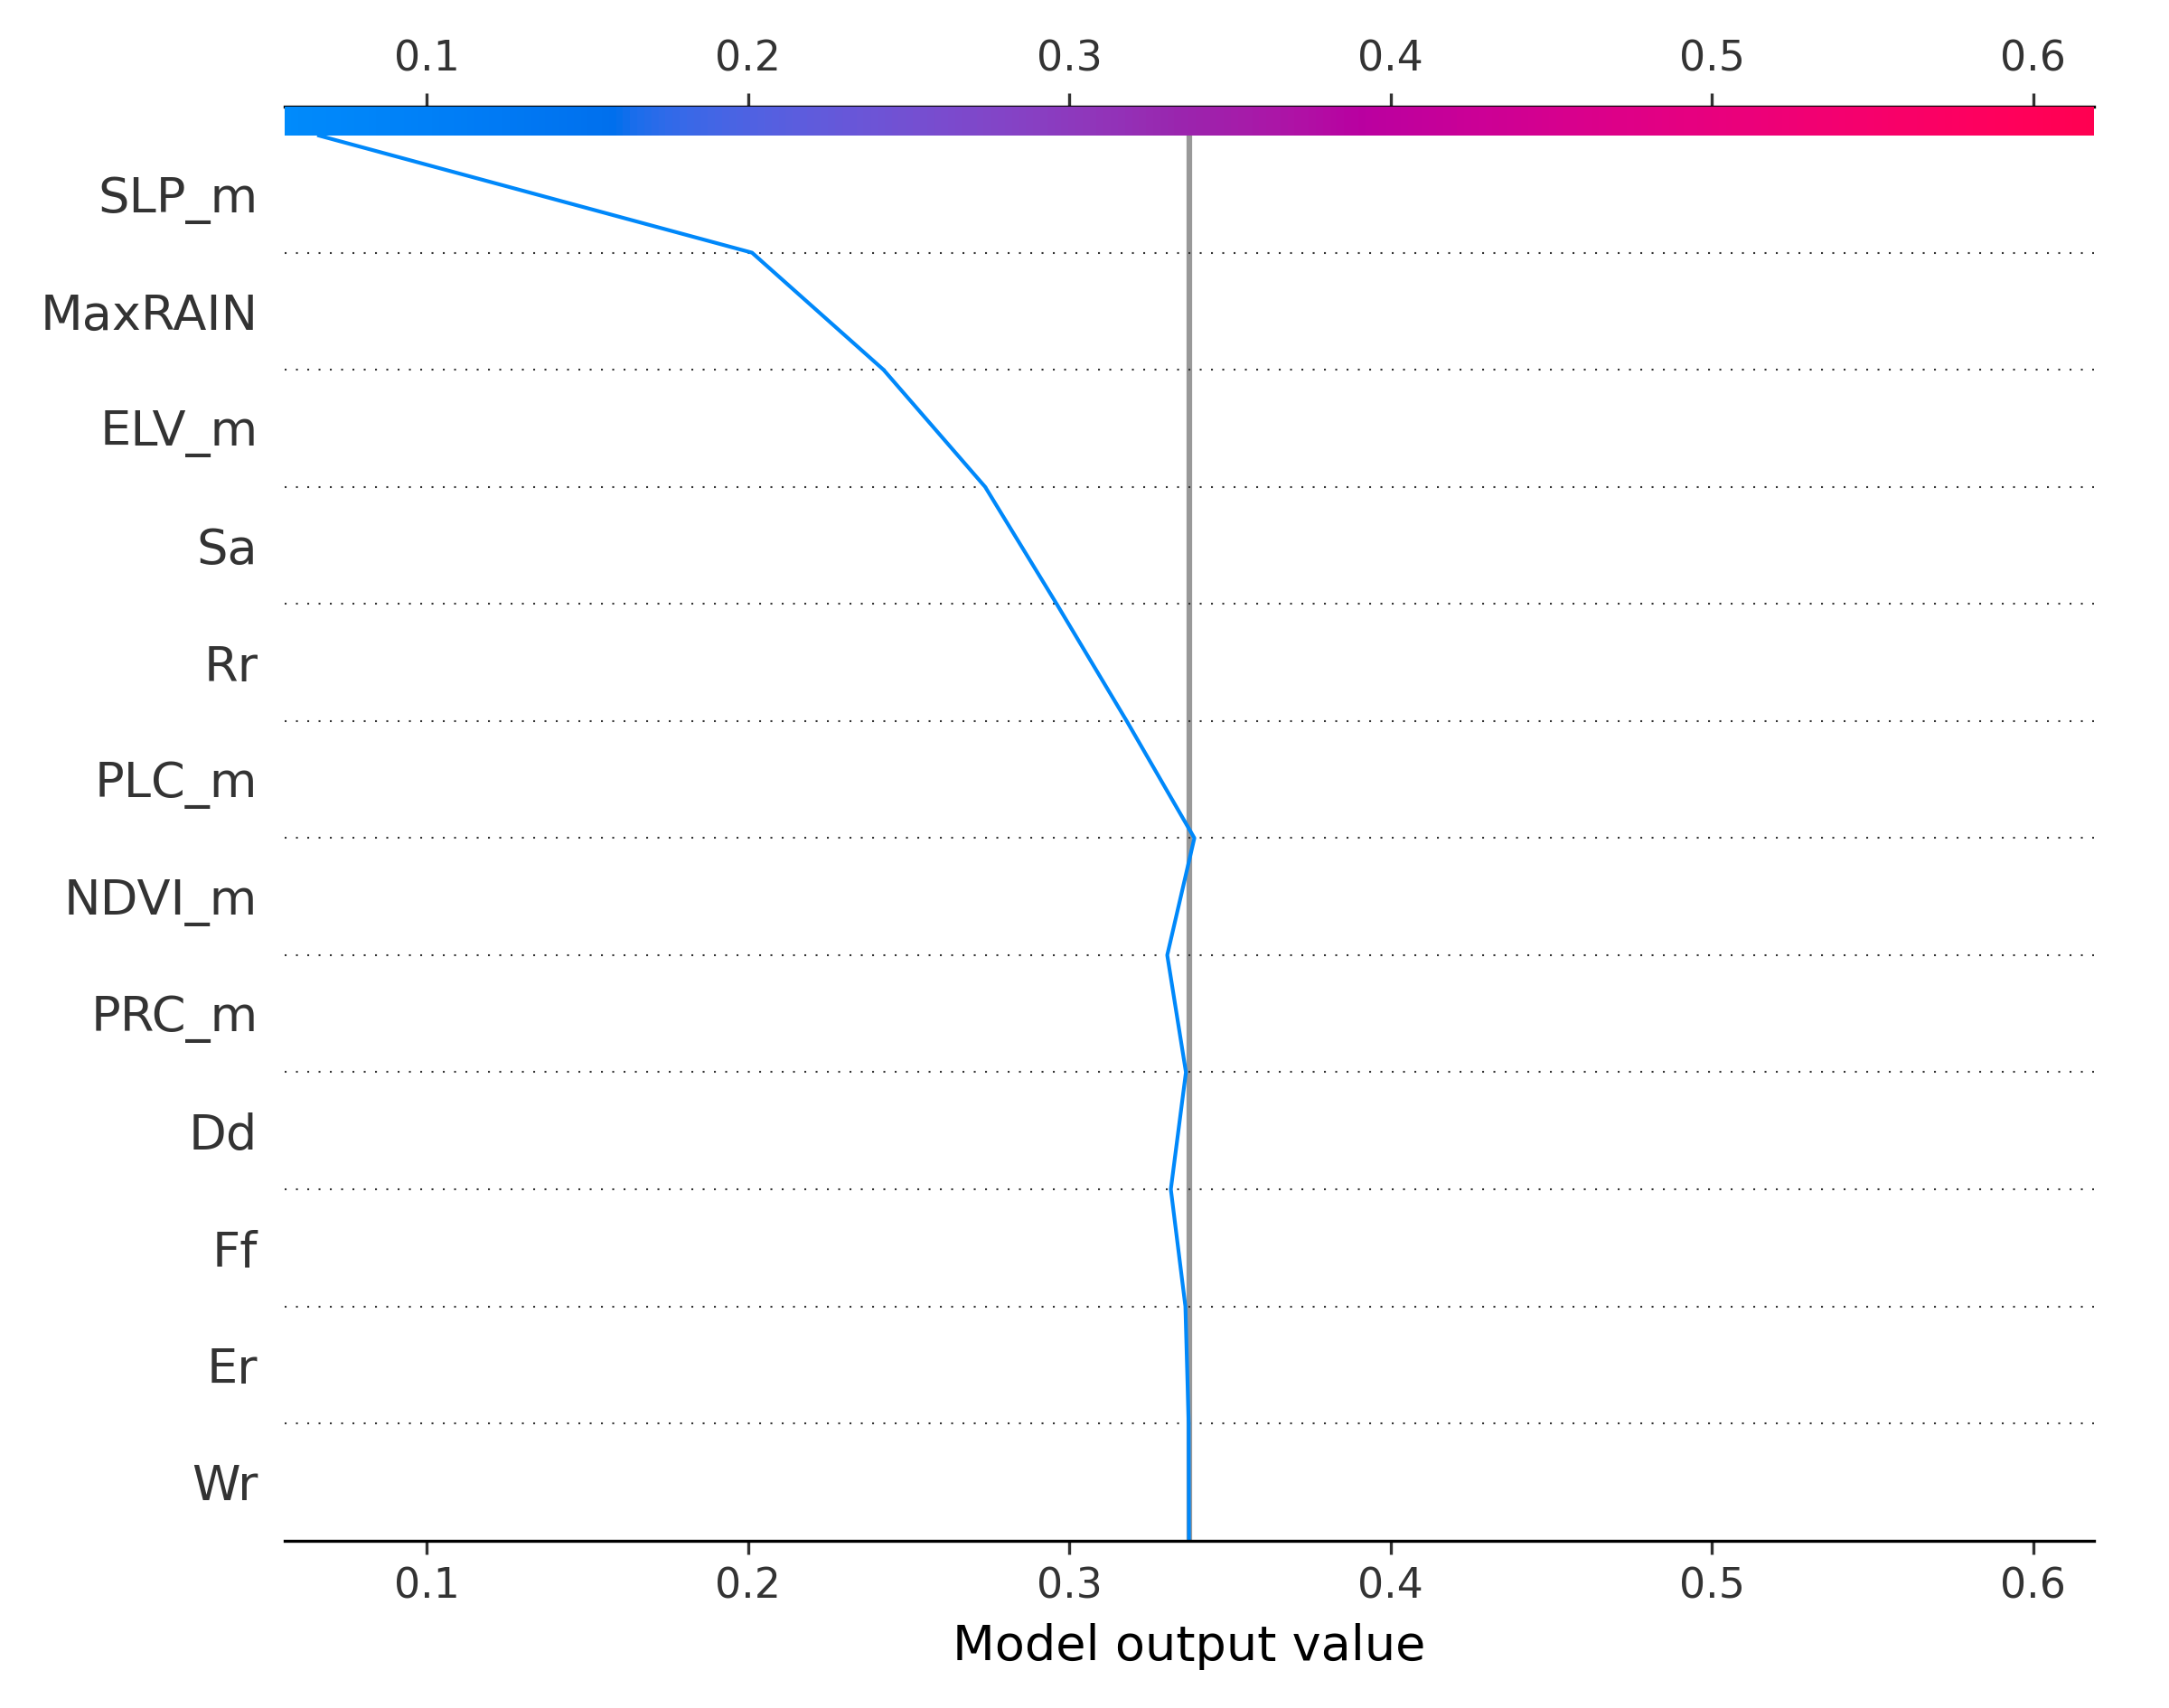 0.1 0.2 0.3 0.4 0.5 0.6
SLP_m
MaxRAIN
ELV_m
Sa
Rr
PLC_m
NDVI_m
PRC_m
Dd
Ff
Er
Wr
0.1 0.2 0.3 0.4 0.5 0.6
Model output value